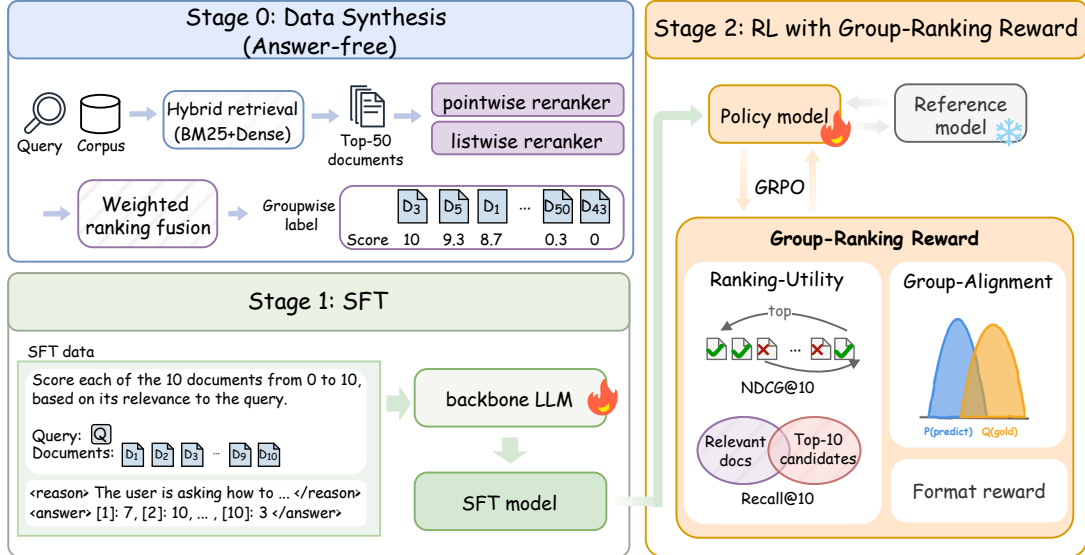 Stage 0: Data Synthesis
(Answer-free)
Query
Corpus
Hybrid retrieval
(BM25+Dense)
Top-50
documents
pointwise reranker
listwise reranker
Weighted
ranking fusion
Groupwise
label
D3 D5 D1 ... D50 D43
Score 10 9.3 8.7 0.3 0
Stage 1: SFT
SFT data
Score each of the 10 documents from 0 to 10,
based on its relevance to the query.
Query: Q
Documents: D1 D2 D3 ... D9 D10
<reason> The user is asking how to ... </reason>
<answer> [1]: 7, [2]: 10, ... , [10]: 3 </answer>
backbone LLM
SFT model
Stage 2: RL with Group-Ranking Reward
Policy model
Reference
model
GRPO
Group-Ranking Reward
Ranking-Utility
top
...
NDCG@10
Relevant
docs
Top-10
candidates
Recall@10
Group-Alignment
P(predict) Q(gold)
Format reward